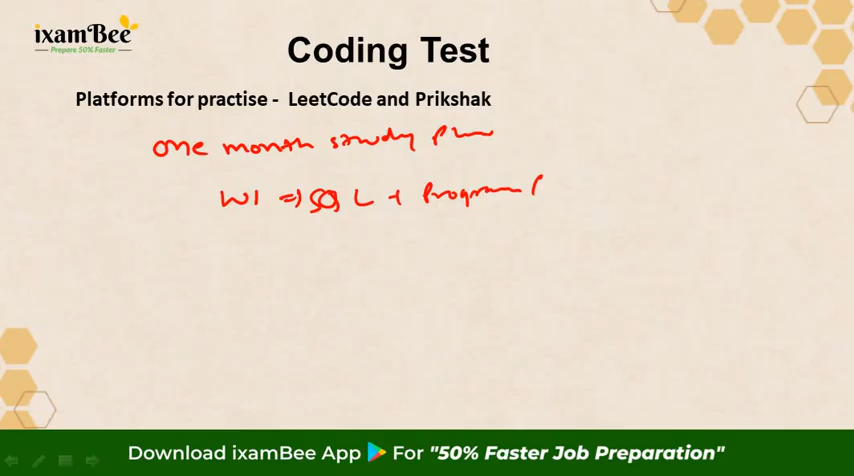 ixamBee
Prepare 50% Faster
Coding Test
Platforms for practise - LeetCode and Prikshak
one month study plan
W1 => SQL + Program (
Download ixamBee App For "50% Faster Job Preparation"